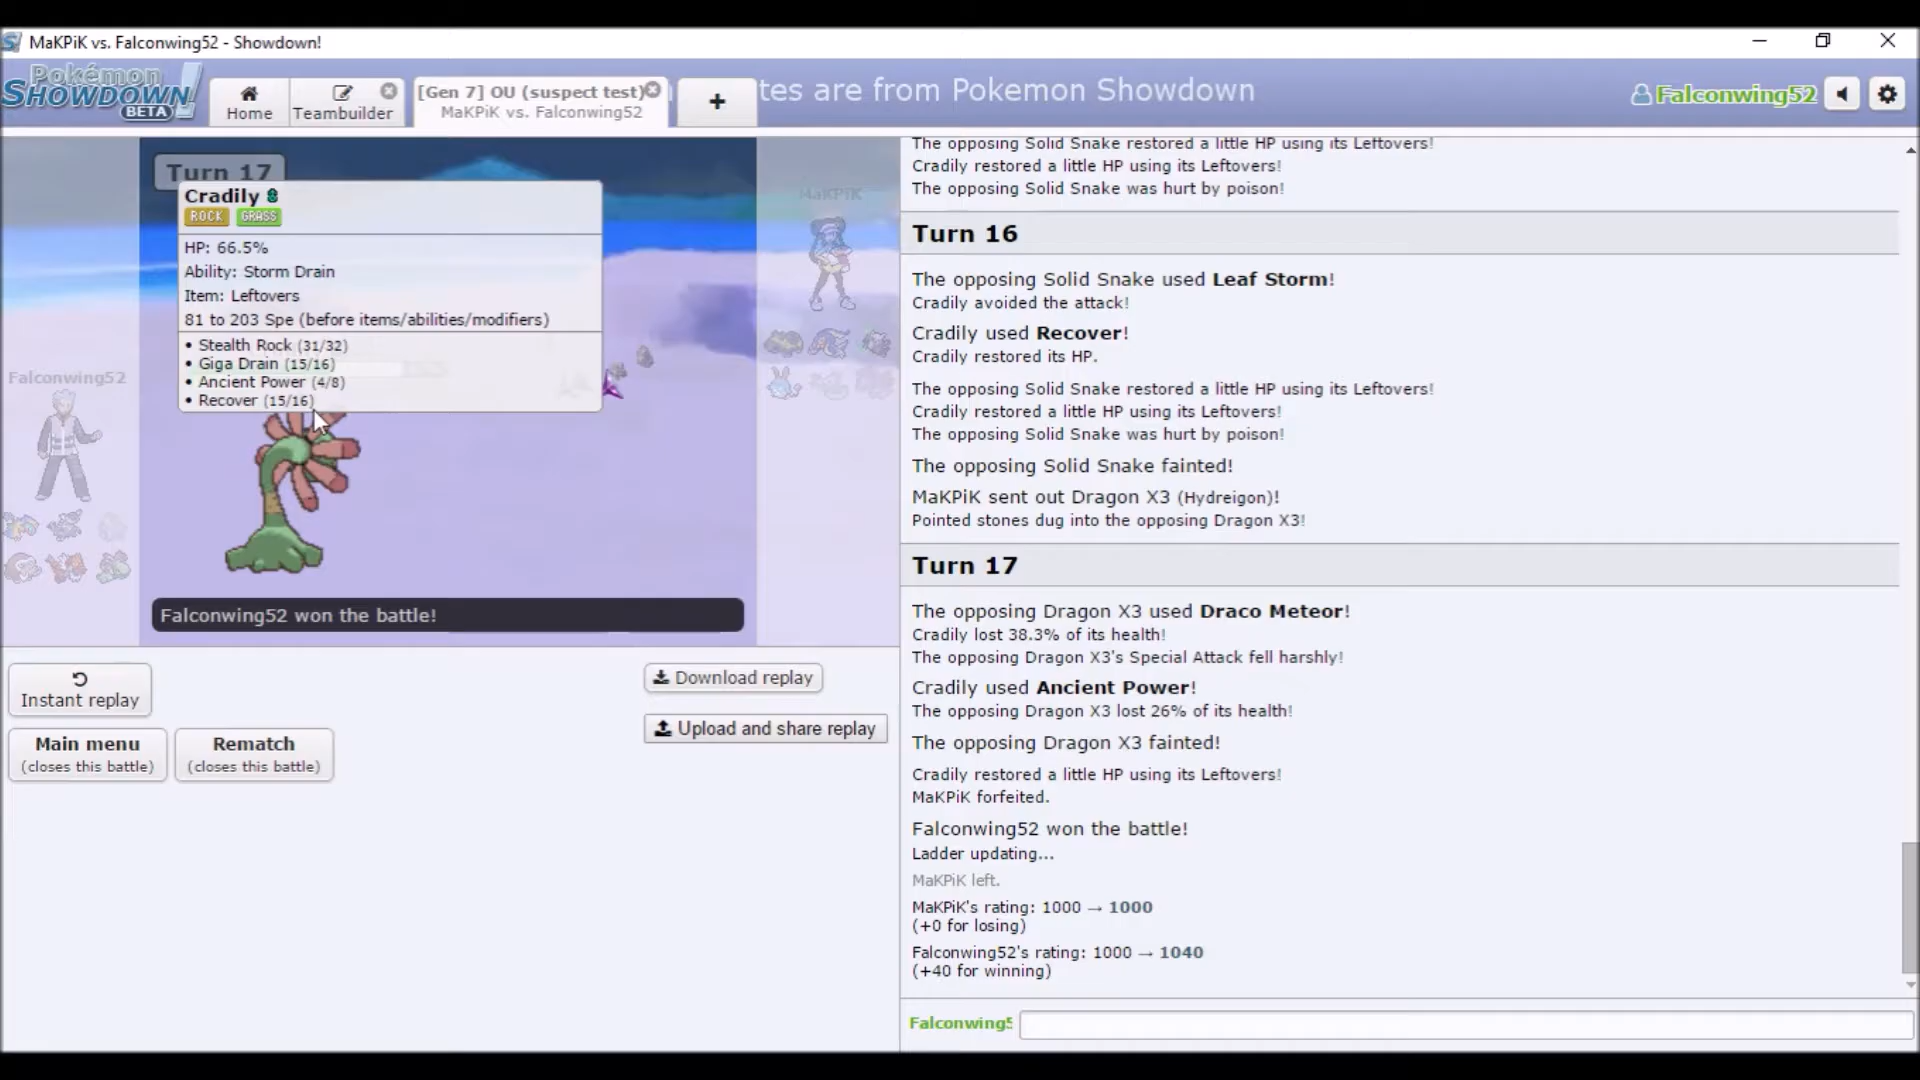 MaKPiK vs. Falconwing52 - Showdown!
Pokémon
SHOWDOWN!
BETA
Home
Teambuilder
[Gen 7] OU (suspect test)
MaKPiK vs. Falconwing52
+
tes are from Pokemon Showdown
Falconwing52
Turn 17
Cradily
ROCK GRASS
HP: 66.5%
Ability: Storm Drain
Item: Leftovers
81 to 203 Spe (before items/abilities/modifiers)
• Stealth Rock (31/32)
• Giga Drain (15/16)
• Ancient Power (4/8)
• Recover (15/16)
MaKPiK
Falconwing52
Falconwing52 won the battle!
Instant replay
Download replay
Upload and share replay
Main menu
(closes this battle)
Rematch
(closes this battle)
The opposing Solid Snake restored a little HP using its Leftovers!
Cradily restored a little HP using its Leftovers!
The opposing Solid Snake was hurt by poison!
Turn 16
The opposing Solid Snake used Leaf Storm!
Cradily avoided the attack!
Cradily used Recover!
Cradily restored its HP.
The opposing Solid Snake restored a little HP using its Leftovers!
Cradily restored a little HP using its Leftovers!
The opposing Solid Snake was hurt by poison!
The opposing Solid Snake fainted!
MaKPiK sent out Dragon X3 (Hydreigon)!
Pointed stones dug into the opposing Dragon X3!
Turn 17
The opposing Dragon X3 used Draco Meteor!
Cradily lost 38.3% of its health!
The opposing Dragon X3's Special Attack fell harshly!
Cradily used Ancient Power!
The opposing Dragon X3 lost 26% of its health!
The opposing Dragon X3 fainted!
Cradily restored a little HP using its Leftovers!
MaKPiK forfeited.
Falconwing52 won the battle!
Ladder updating...
MaKPiK left.
MaKPiK's rating: 1000 → 1000
(+0 for losing)
Falconwing52's rating: 1000 → 1040
(+40 for winning)
Falconwing5